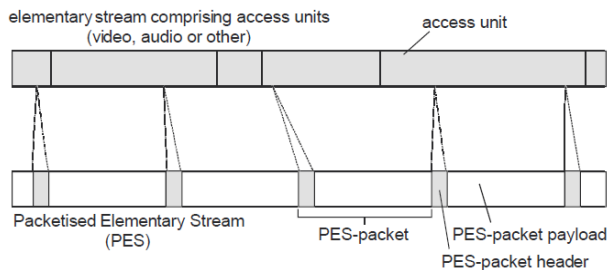 elementary stream comprising access units
(video, audio or other)
access unit
Packetised Elementary Stream
(PES)
PES-packet
PES-packet payload
PES-packet header